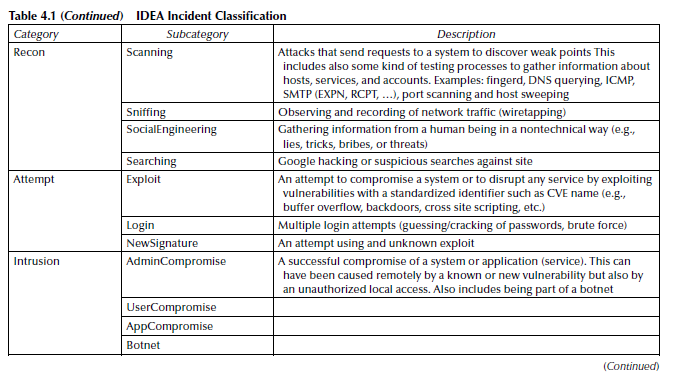 Table 4.1 (Continued) IDEA Incident Classification
Category Subcategory Description
Recon Scanning Attacks that send requests to a system to discover weak points This
includes also some kind of testing processes to gather information about
hosts, services, and accounts. Examples: fingerd, DNS querying, ICMP,
SMTP (EXPN, RCPT, …), port scanning and host sweeping
Sniffing Observing and recording of network traffic (wiretapping)
SocialEngineering Gathering information from a human being in a nontechnical way (e.g.,
lies, tricks, bribes, or threats)
Searching Google hacking or suspicious searches against site
Attempt Exploit An attempt to compromise a system or to disrupt any service by exploiting
vulnerabilities with a standardized identifier such as CVE name (e.g.,
buffer overflow, backdoors, cross site scripting, etc.)
Login Multiple login attempts (guessing/cracking of passwords, brute force)
NewSignature An attempt using and unknown exploit
Intrusion AdminCompromise A successful compromise of a system or application (service). This can
have been caused remotely by a known or new vulnerability but also by
an unauthorized local access. Also includes being part of a botnet
UserCompromise
AppCompromise
Botnet
(Continued)